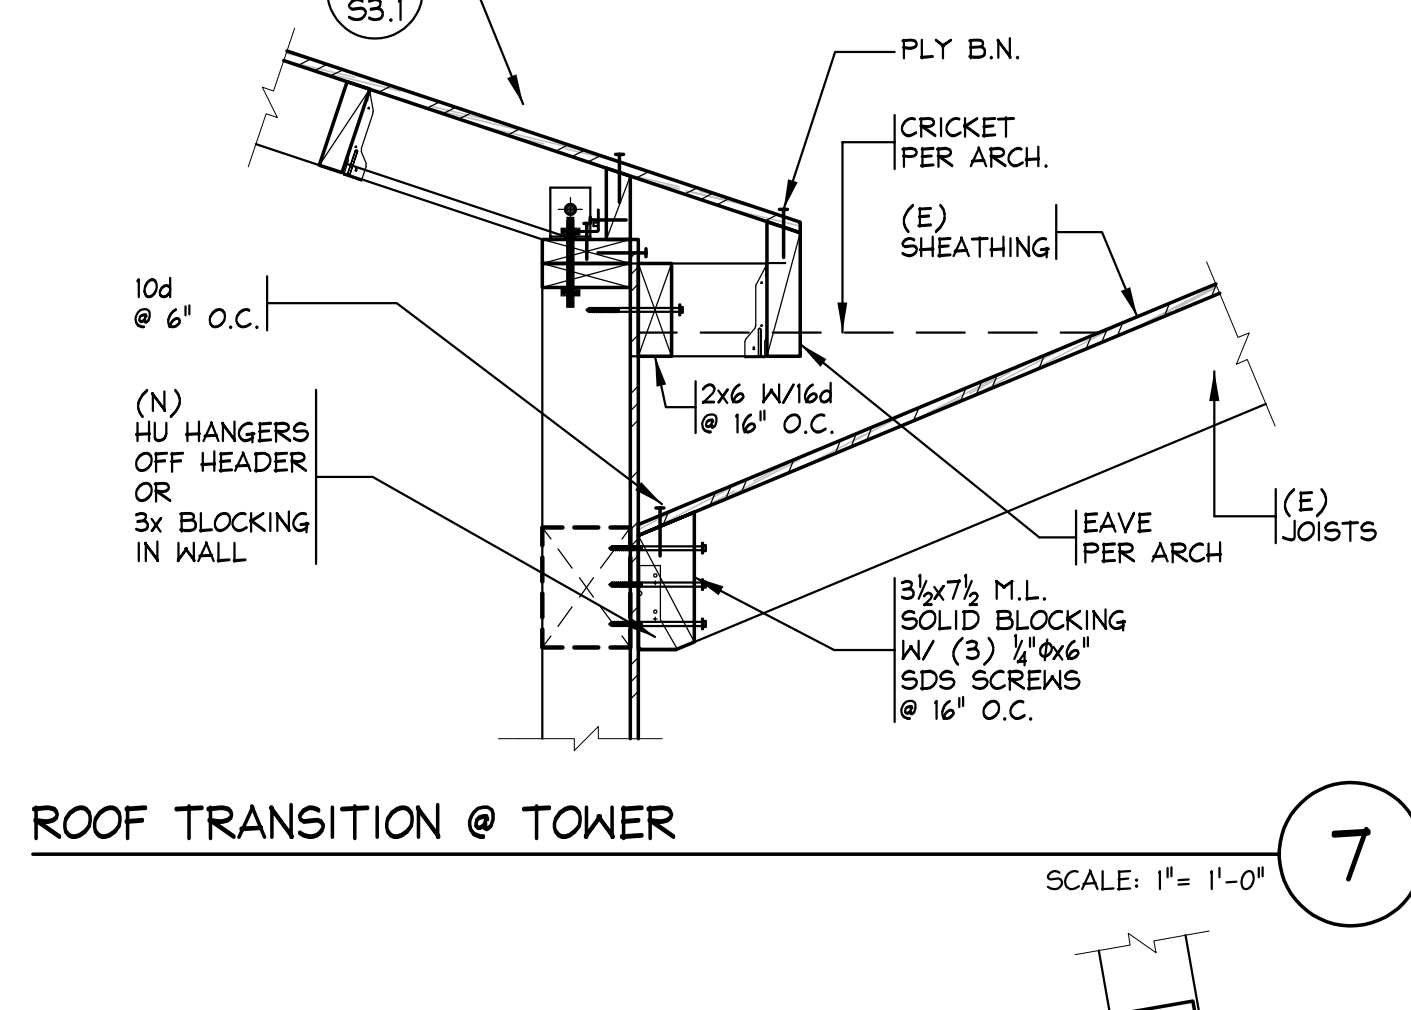 S3.1
PLY B.N.
CRICKET
PER ARCH.
(E)
SHEATHING
10d
@ 6" O.C.
2x6 W/16d
@ 16" O.C.
(N)
HU HANGERS
OFF HEADER
OR
3x BLOCKING
IN WALL
(E)
JOISTS
EAVE
PER ARCH
3½x7½ M.L.
SOLID BLOCKING
W/ (3) ¼"Φx6"
SDS SCREWS
@ 16" O.C.
ROOF TRANSITION @ TOWER
7
SCALE: 1"= 1'-0"